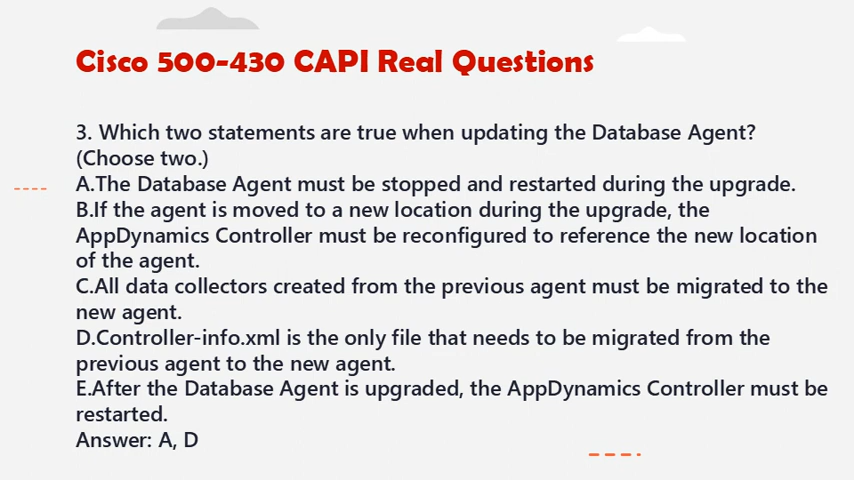 Cisco 500-430 CAPI Real Questions
3. Which two statements are true when updating the Database Agent?
(Choose two.)
A.The Database Agent must be stopped and restarted during the upgrade.
B.If the agent is moved to a new location during the upgrade, the
AppDynamics Controller must be reconfigured to reference the new location
of the agent.
C.All data collectors created from the previous agent must be migrated to the
new agent.
D.Controller-info.xml is the only file that needs to be migrated from the
previous agent to the new agent.
E.After the Database Agent is upgraded, the AppDynamics Controller must be
restarted.
Answer: A, D